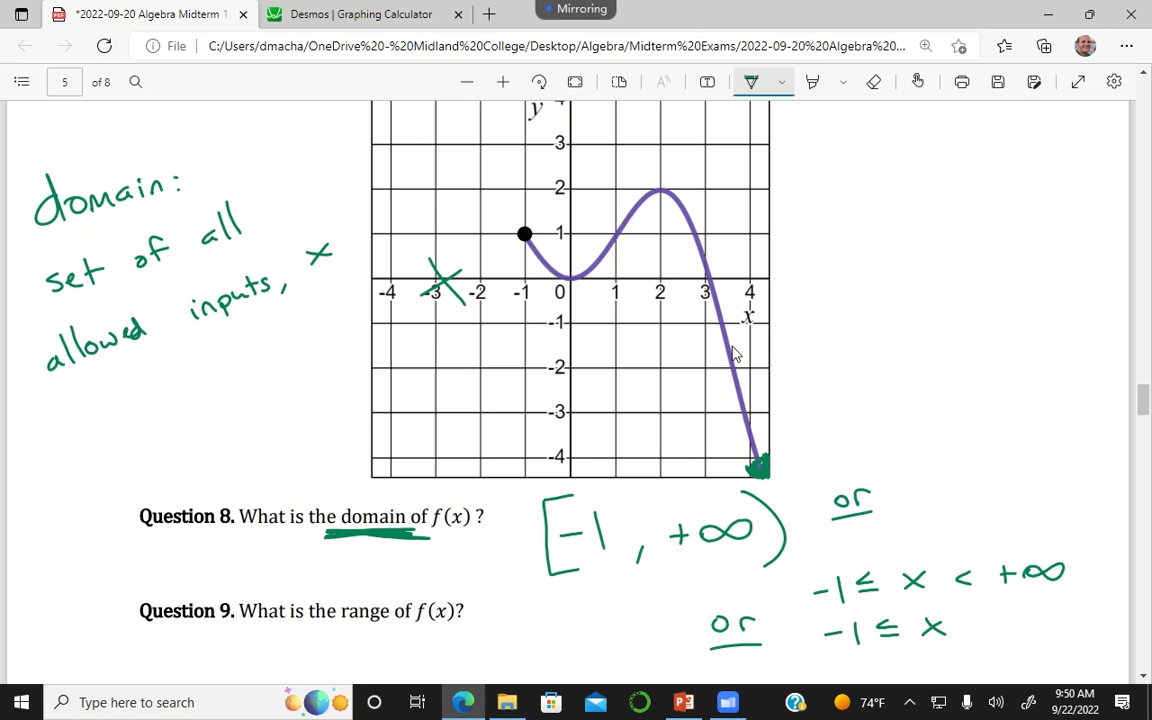 Mirroring
*2022-09-20 Algebra Midterm 1
Desmos | Graphing Calculator
File
C:/Users/dmacha/OneDrive%20-%20Midland%20College/Desktop/Algebra/Midterm%20Exams/2022-09-20%20Algebra%20...
5 of 8
y
4
3
2
1
-4 -3 -2 -1 0 1 2 3 4
x
-1
-2
-3
-4
domain:
set of all
allowed inputs, x
Question 8. What is the domain of f(x) ?
[-1, +∞)
or
-1 ≤ x < +∞
Question 9. What is the range of f(x)?
or
-1 ≤ x
Type here to search
74°F
9:50 AM
9/22/2022